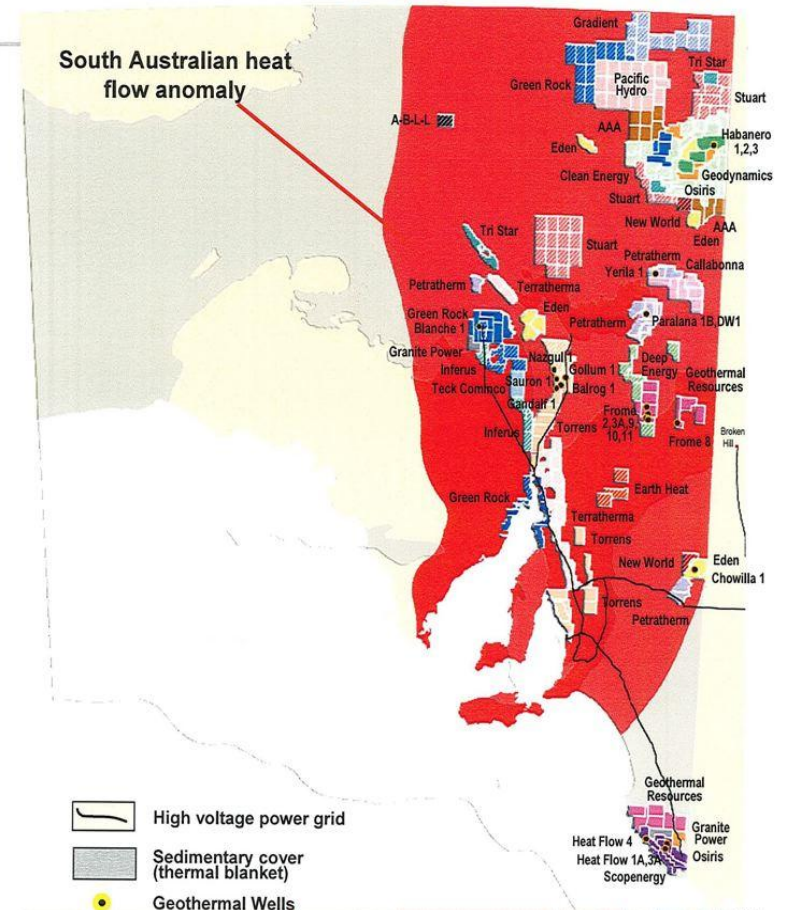 South Australian heat
flow anomaly
Gradient
Tri Star
Green Rock
Pacific
Hydro
Stuart
A-B-L-L
AAA
Habanero
1,2,3
Eden
Clean Energy
Geodynamics
Osiris
Stuart
New World
AAA
Eden
Tri Star
Stuart
Petratherm
Yerila 1
Callabonna
Petratherm
Terratherma
Eden
Green Rock
Blanche 1
Petratherm
Paralana 1B,DW1
Granite Power
Nazgul 1
Deep
Energy
Inferus
Gollum 1
Geothermal
Resources
Teck Cominco
Sauron 1
Balrog 1
Gandalf 1
Frome
2,3A,9,
10,11
Inferus
Torrens
Frome 8
Broken
Hill
Green Rock
Earth Heat
Terratherma
Torrens
New World
Eden
Chowilla 1
Torrens
Petratherm
Geothermal
Resources
Heat Flow 4
Granite
Power
Heat Flow 1A,3A
Osiris
Scopenergy
High voltage power grid
Sedimentary cover
(thermal blanket)
Geothermal Wells